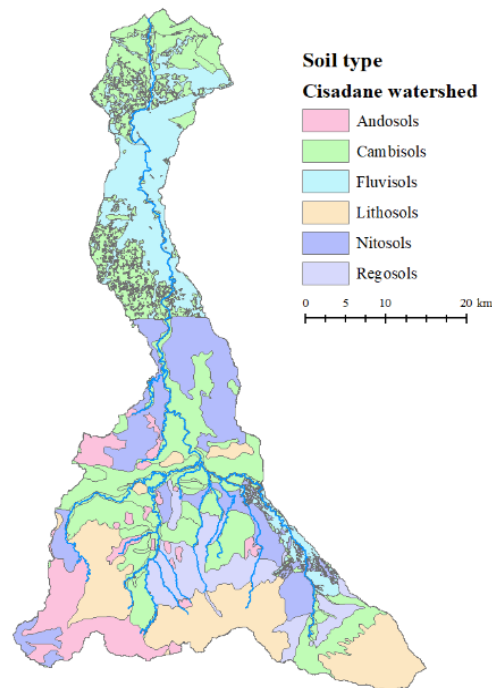 Soil type
Cisadane watershed
Andosols
Cambisols
Fluvisols
Lithosols
Nitosols
Regosols
0 5 10 20 km